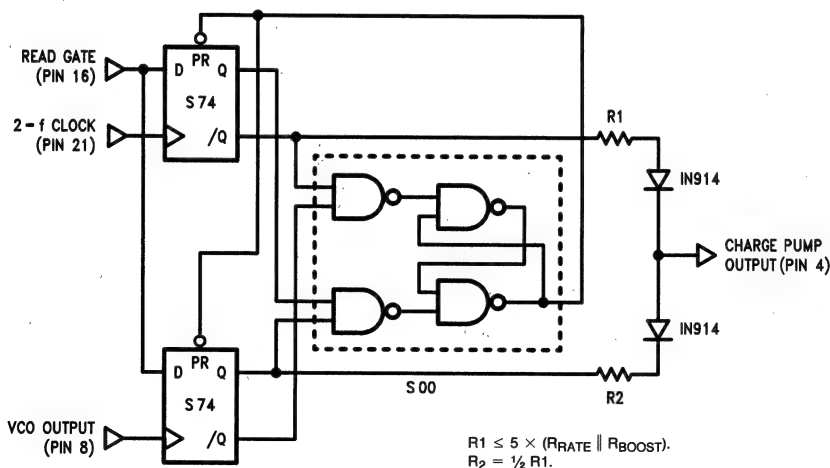 READ GATE
(PIN 16)
2-f CLOCK
(PIN 21)
D
PR
Q
S74
/Q
R1
IN914
CHARGE PUMP
OUTPUT (PIN 4)
IN914
R2
S00
PR
D
Q
S74
/Q
VCO OUTPUT
(PIN 8)
R1 ≤ 5 × (RRATE ∥ RBOOST).
R2 = ½ R1.